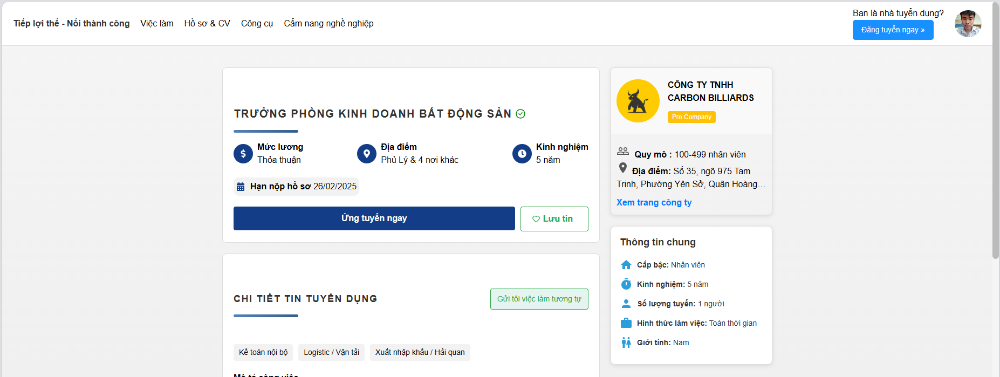 Tiếp lợi thế - Nối thành công
Việc làm
Hồ sơ & CV
Công cụ
Cẩm nang nghề nghiệp
Bạn là nhà tuyển dụng?
Đăng tuyển ngay »
TRƯỞNG PHÒNG KINH DOANH BẤT ĐỘNG SẢN
Mức lương
Thỏa thuận
Địa điểm
Phủ Lý & 4 nơi khác
Kinh nghiệm
5 năm
Hạn nộp hồ sơ 26/02/2025
Ứng tuyển ngay
Lưu tin
CHI TIẾT TIN TUYỂN DỤNG
Gửi tôi việc làm tương tự
Kế toán nội bộ
Logistic / Vận tải
Xuất nhập khẩu / Hải quan
Mô tả công việc
CÔNG TY TNHH
CARBON BILLIARDS
Pro Company
Quy mô : 100-499 nhân viên
Địa điểm: Số 35, ngõ 975 Tam
Trinh, Phường Yên Sở, Quận Hoàng...
Xem trang công ty
Thông tin chung
Cấp bậc: Nhân viên
Kinh nghiệm: 5 năm
Số lượng tuyển: 1 người
Hình thức làm việc: Toàn thời gian
Giới tính: Nam